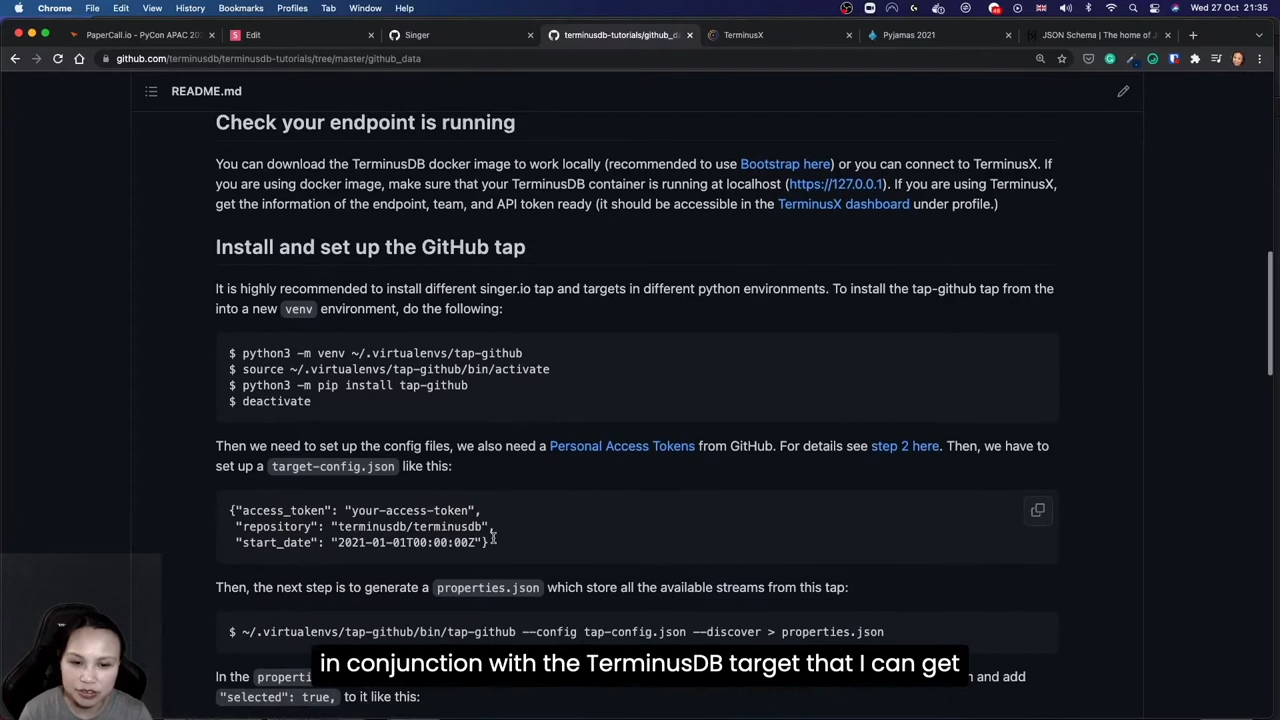 Chrome File Edit View History Bookmarks Profiles Tab Window Help
Wed 27 Oct 21:35
PaperCall.io - PyCon APAC 202
Edit
Singer
terminusdb-tutorials/github_da
TerminusX
Pyjamas 2021
JSON Schema | The home of J
github.com/terminusdb/terminusdb-tutorials/tree/master/github_data
README.md
Check your endpoint is running
You can download the TerminusDB docker image to work locally (recommended to use Bootstrap here) or you can connect to TerminusX. If
you are using docker image, make sure that your TerminusDB container is running at localhost (https://127.0.0.1). If you are using TerminusX,
get the information of the endpoint, team, and API token ready (it should be accessible in the TerminusX dashboard under profile.)
Install and set up the GitHub tap
It is highly recommended to install different singer.io tap and targets in different python environments. To install the tap-github tap from the
into a new venv environment, do the following:
$ python3 -m venv ~/.virtualenvs/tap-github
$ source ~/.virtualenvs/tap-github/bin/activate
$ python3 -m pip install tap-github
$ deactivate
Then we need to set up the config files, we also need a Personal Access Tokens from GitHub. For details see step 2 here. Then, we have to
set up a target-config.json like this:
{"access_token": "your-access-token",
"repository": "terminusdb/terminusdb",
"start_date": "2021-01-01T00:00:00Z"}
Then, the next step is to generate a properties.json which store all the available streams from this tap:
$ ~/.virtualenvs/tap-github/bin/tap-github --config tap-config.json --discover > properties.json
in conjunction with the TerminusDB target that I can get
In the properti
n and add
"selected": true, to it like this: